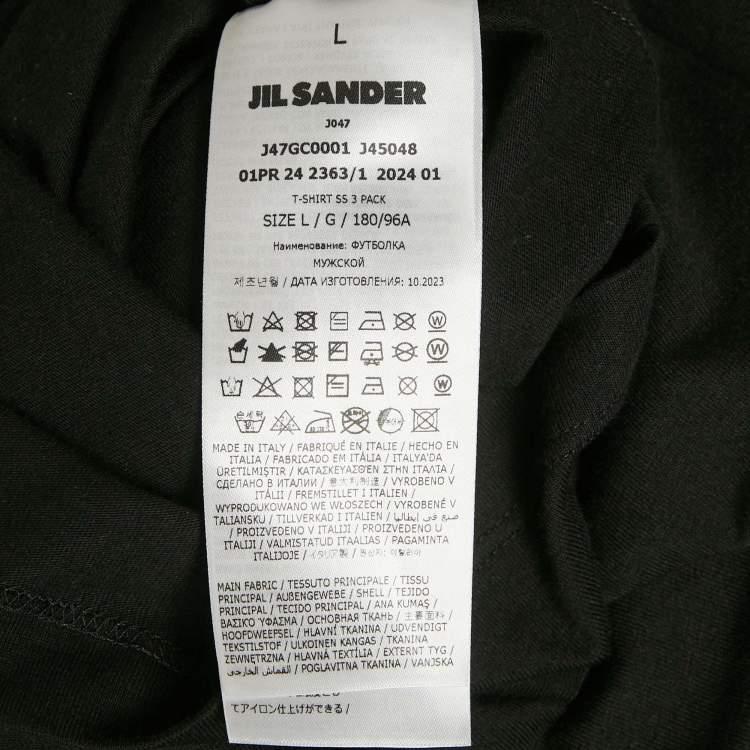 L
JIL SANDER
J047
J47GC0001 J45048
01PR 24 2363/1 2024 01
T-SHIRT SS 3 PACK
SIZE L / G / 180/96A
Наименование: ФУТБОЛКА
МУЖСКОЙ
제조년월 / ДАТА ИЗГОТОВЛЕНИЯ: 10.2023
손세탁
MADE IN ITALY / FABRIQUÉ EN ITALIE / HECHO EN
ITALIA / FABRICADO EM ITÁLIA / ITALYA'DA
ÜRETILMIŞTIR / ΚΑΤΑΣΚΕΥΑΣΘΕΝ ΣΤΗΝ ΙΤΑΛΙΑ /
СДЕЛАНО В ИТАЛИИ / 意大利制造 / VYROBENO V
ITÁLII / FREMSTILLET I ITALIEN /
WYPRODUKOWANO WE WŁOSZECH / VYROBENÉ V
TALIANSKU / TILLVERKAD I ITALIEN / صنع في إيطاليا
/ PROIZVEDENO V ITALIJI / PROIZVEDENO U
ITALIJI / VALMISTATUD ITAALIAS / PAGAMINTA
ITALIJOJE / イタリア製 / 원산지: 이탈리아
MAIN FABRIC / TESSUTO PRINCIPALE / TISSU
PRINCIPAL / AUßENGEWEBE / SHELL / TEJIDO
PRINCIPAL / TECIDO PRINCIPAL / ANA KUMAŞ /
ΒΑΣΙΚΟ ΎΦΑΣΜΑ / ОСНОВНАЯ ТКАНЬ / 主要面料 /
HOOFDWEEFSEL / HLAVNÍ TKANINA / UDVENDIGT
TEKSTILSTOF / ULKOINEN KANGAS / TKANINA
ZEWNĘTRZNA / HLAVNÁ TEXTÍLIA / EXTERNT TYG /
القماش الخارجى / POGLAVITNA TKANINA / VANJSKA
てアイロン仕上げができる /